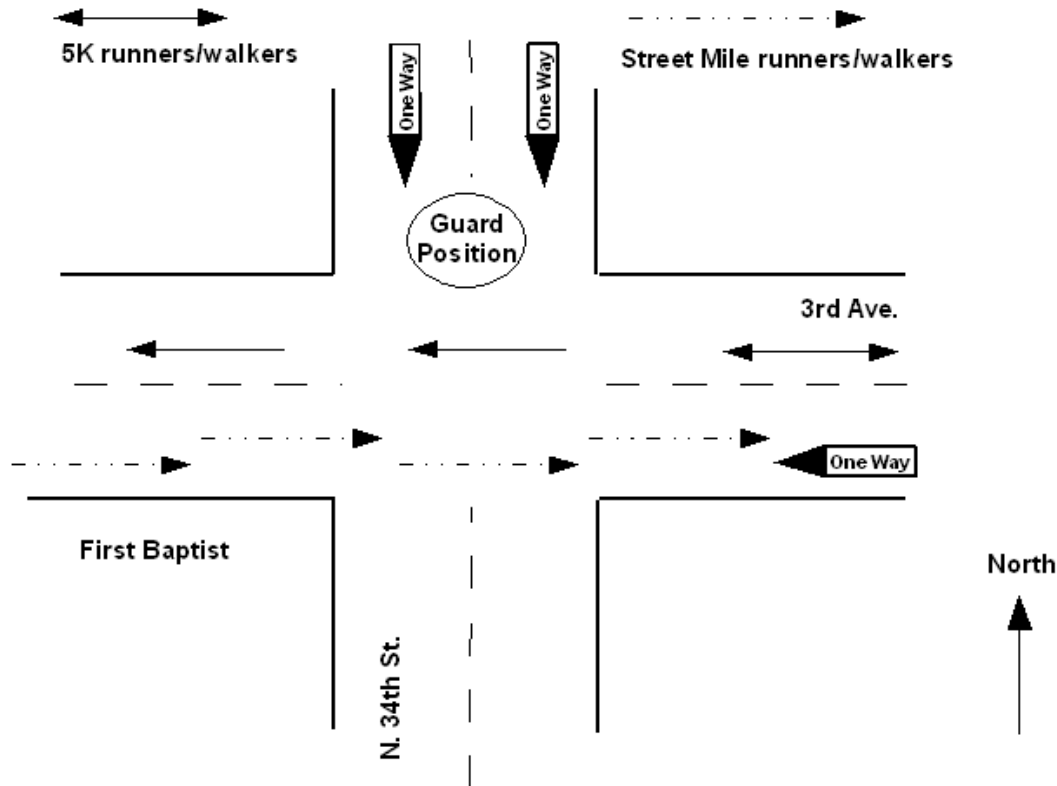 5K runners/walkers
Street Mile runners/walkers
One Way
One Way
Guard
Position
3rd Ave.
One Way
First Baptist
North
N. 34th St.